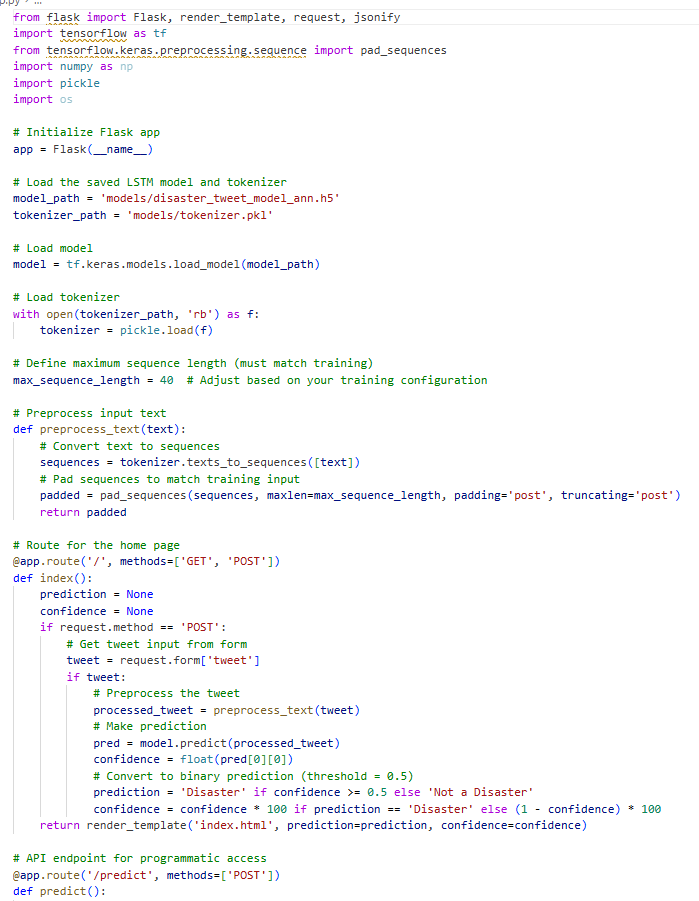 p.py > ...
from flask import Flask, render_template, request, jsonify
import tensorflow as tf
from tensorflow.keras.preprocessing.sequence import pad_sequences
import numpy as np
import pickle
import os

# Initialize Flask app
app = Flask(__name__)

# Load the saved LSTM model and tokenizer
model_path = 'models/disaster_tweet_model_ann.h5'
tokenizer_path = 'models/tokenizer.pkl'

# Load model
model = tf.keras.models.load_model(model_path)

# Load tokenizer
with open(tokenizer_path, 'rb') as f:
    tokenizer = pickle.load(f)

# Define maximum sequence length (must match training)
max_sequence_length = 40  # Adjust based on your training configuration

# Preprocess input text
def preprocess_text(text):
    # Convert text to sequences
    sequences = tokenizer.texts_to_sequences([text])
    # Pad sequences to match training input
    padded = pad_sequences(sequences, maxlen=max_sequence_length, padding='post', truncating='post')
    return padded

# Route for the home page
@app.route('/', methods=['GET', 'POST'])
def index():
    prediction = None
    confidence = None
    if request.method == 'POST':
        # Get tweet input from form
        tweet = request.form['tweet']
        if tweet:
            # Preprocess the tweet
            processed_tweet = preprocess_text(tweet)
            # Make prediction
            pred = model.predict(processed_tweet)
            confidence = float(pred[0][0])
            # Convert to binary prediction (threshold = 0.5)
            prediction = 'Disaster' if confidence >= 0.5 else 'Not a Disaster'
            confidence = confidence * 100 if prediction == 'Disaster' else (1 - confidence) * 100
    return render_template('index.html', prediction=prediction, confidence=confidence)

# API endpoint for programmatic access
@app.route('/predict', methods=['POST'])
def predict():